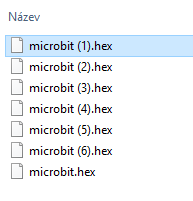 Název
microbit (1).hex
microbit (2).hex
microbit (3).hex
microbit (4).hex
microbit (5).hex
microbit (6).hex
microbit.hex